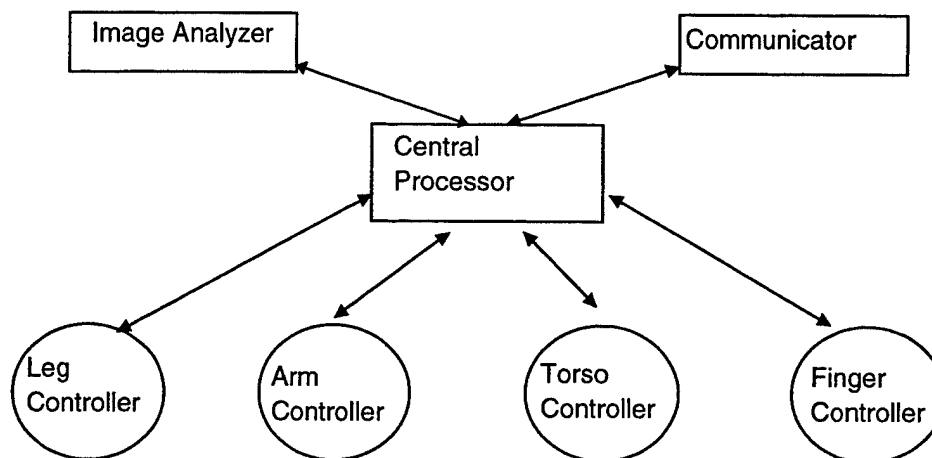 Image Analyzer
Communicator
Central
Processor
Leg
Controller
Arm
Controller
Torso
Controller
Finger
Controller